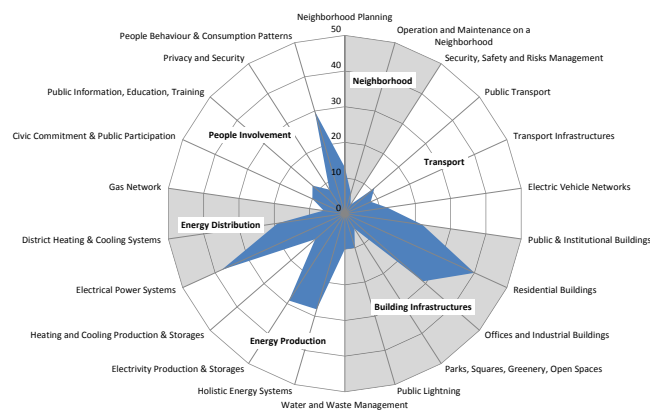 Neighborhood Planning
50
Operation and Maintenance on a
Neighborhood
People Behaviour & Consumption Patterns
Security, Safety and Risks Management
Privacy and Security
40
Neighborhood
Public Information, Education, Training
Public Transport
30
People Involvement
Civic Commitment & Public Participation
Transport Infrastructures
20
Transport
10
Gas Network
Electric Vehicle Networks
0
Energy Distribution
District Heating & Cooling Systems
Public & Institutional Buildings
Electrical Power Systems
Residential Buildings
Building Infrastructures
Heating and Cooling Production & Storages
Offices and Industrial Buildings
Energy Production
Electrivity Production & Storages
Parks, Squares, Greenery, Open Spaces
Holistic Energy Systems
Public Lightning
Water and Waste Management